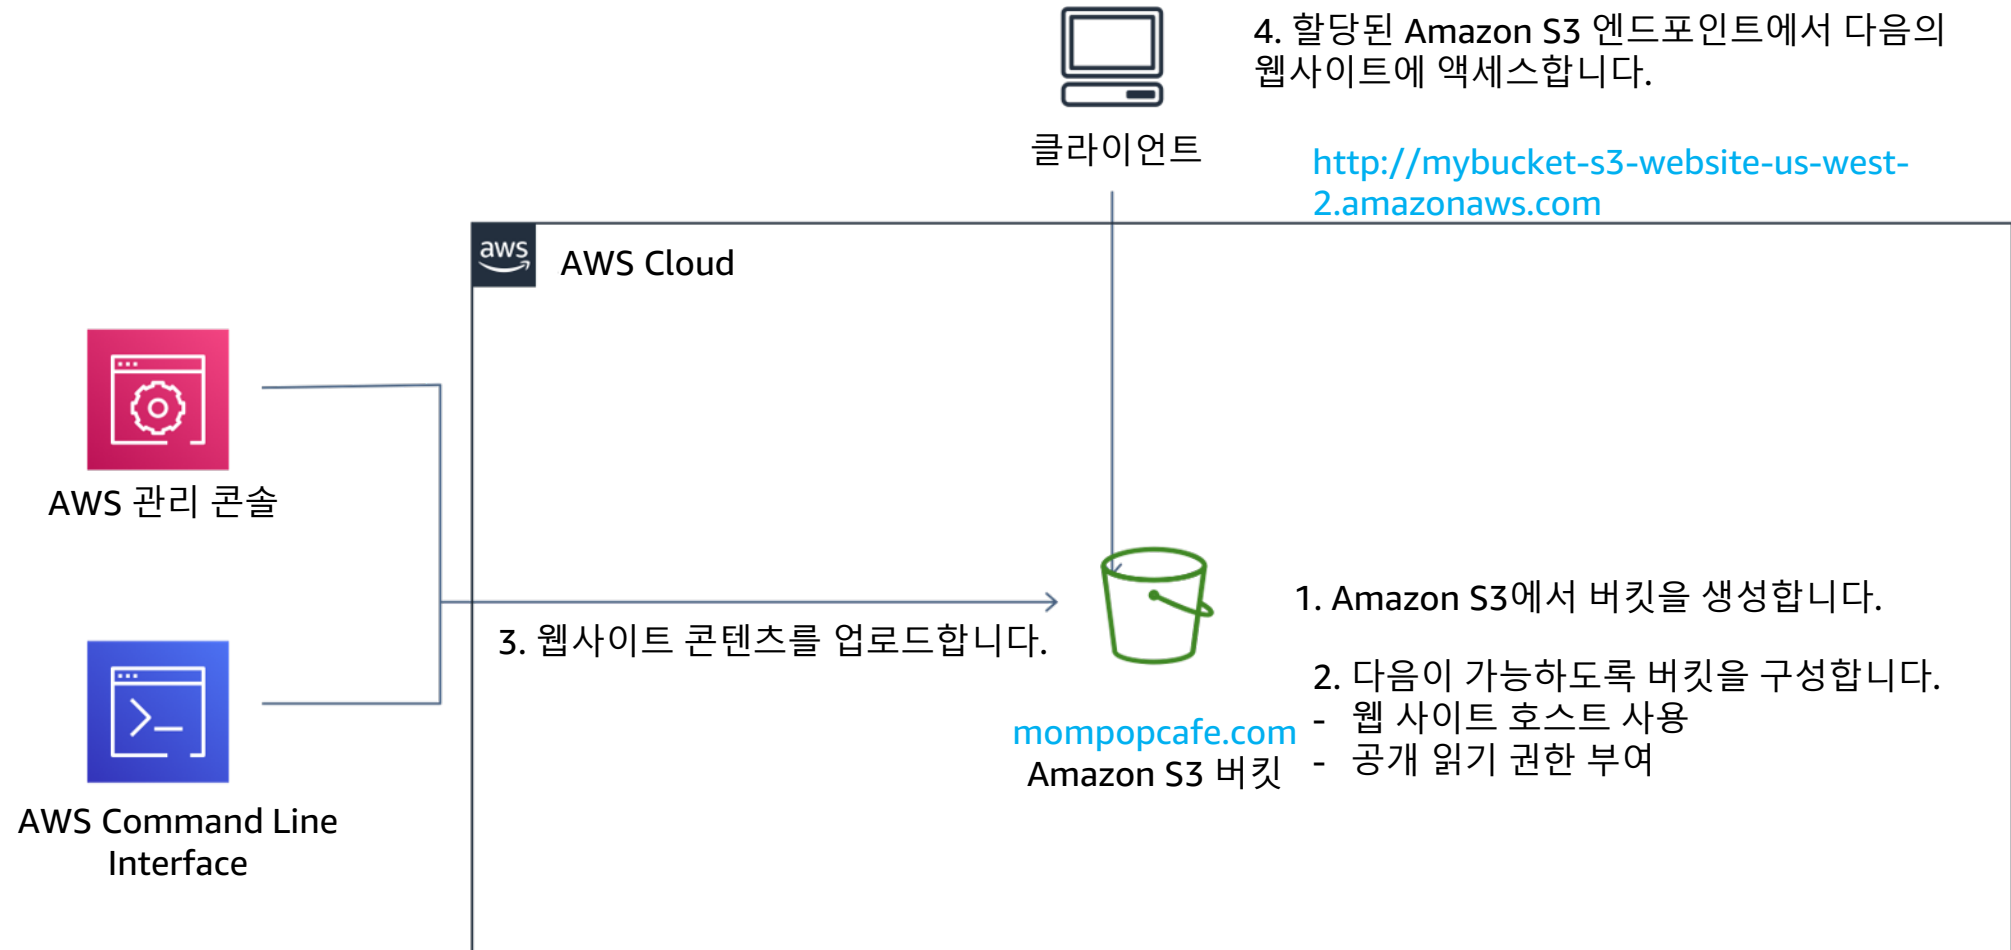 4. 할당된 Amazon S3 엔드포인트에서 다음의
웹사이트에 액세스합니다.
클라이언트
http://mybucket-s3-website-us-west-
2.amazonaws.com
aws
AWS Cloud
AWS 관리 콘솔
1. Amazon S3에서 버킷을 생성합니다.
3. 웹사이트 콘텐츠를 업로드합니다.
2. 다음이 가능하도록 버킷을 구성합니다.
- 웹 사이트 호스트 사용
- 공개 읽기 권한 부여
mompopcafe.com
Amazon S3 버킷
AWS Command Line
Interface